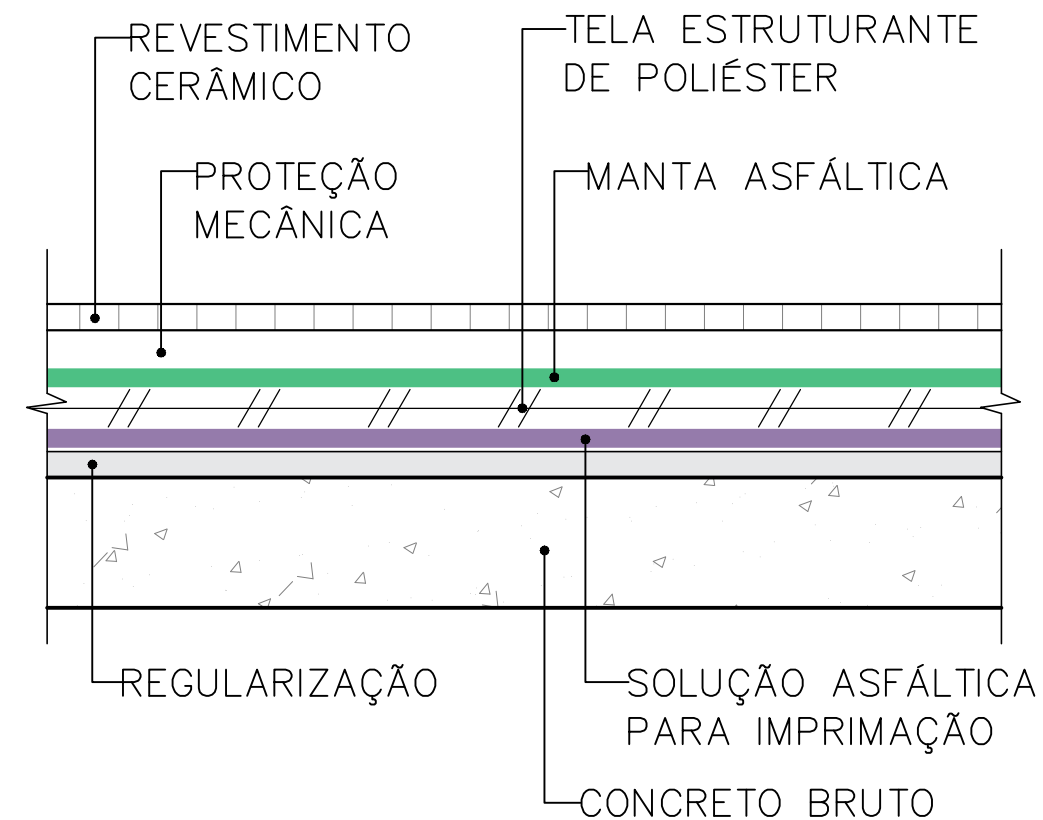 REVESTIMENTO
CERÂMICO
TELA ESTRUTURANTE
DE POLIÉSTER
PROTEÇÃO
MECÂNICA
MANTA ASFÁLTICA
REGULARIZAÇÃO
SOLUÇÃO ASFÁLTICA
PARA IMPRIMAÇÃO
CONCRETO BRUTO